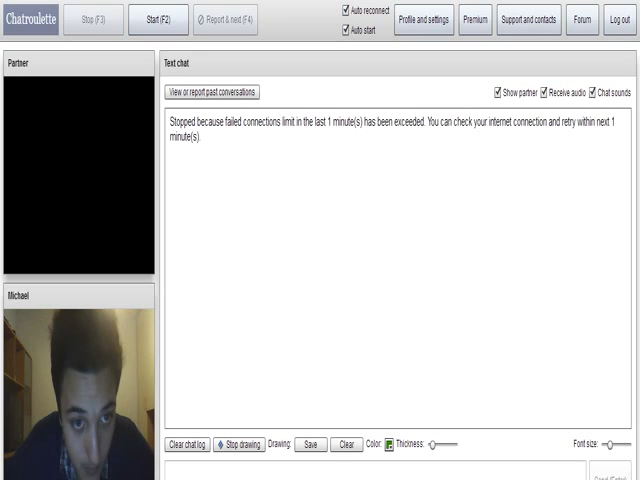 Chatroulette
Stop (F3)
Start (F2)
Report & next (F4)
Auto reconnect
Auto start
Profile and settings
Premium
Support and contacts
Forum
Log out
Partner
Text chat
View or report past conversations
Show partner
Receive audio
Chat sounds
Stopped because failed connections limit in the last 1 minute(s) has been exceeded. You can check your internet connection and retry within next 1
minute(s).
Michael
Clear chat log
Stop drawing
Drawing:
Save
Clear
Color:
Thickness:
Font size: